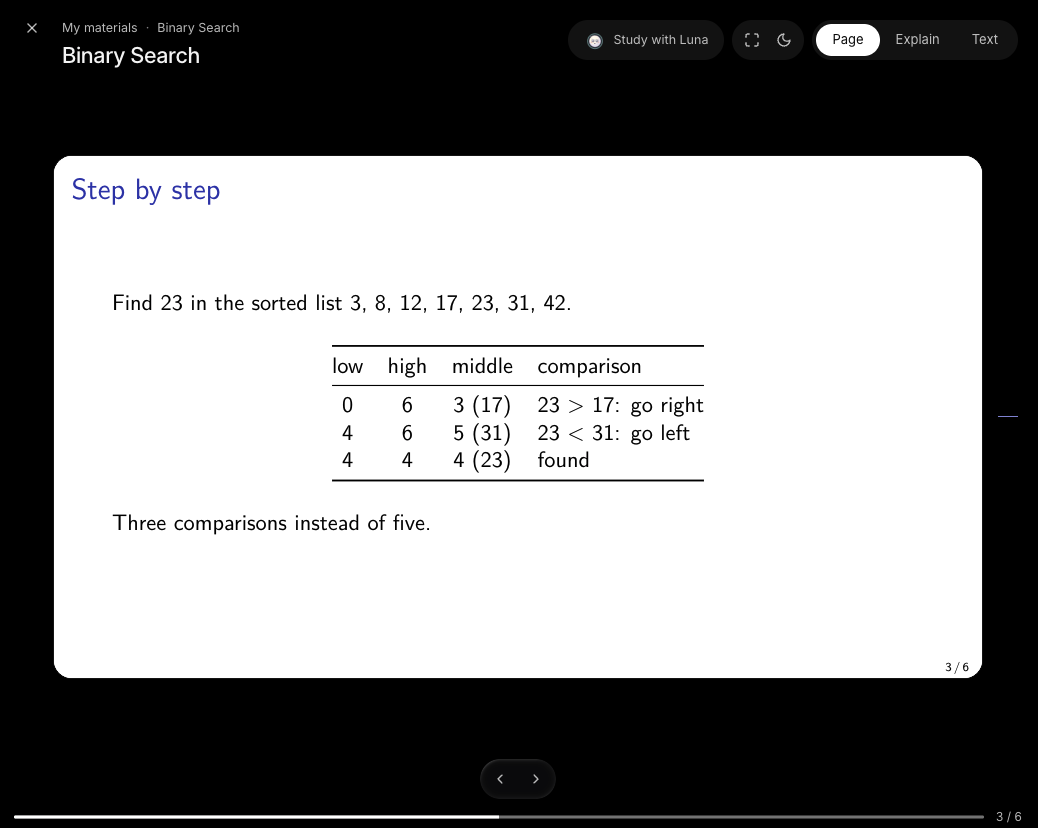 My materials · Binary Search
Binary Search
Study with Luna
Page
Explain
Text
Step by step
Find 23 in the sorted list 3, 8, 12, 17, 23, 31, 42.
low high middle comparison
0 6 3 (17) 23 > 17: go right
4 6 5 (31) 23 < 31: go left
4 4 4 (23) found
Three comparisons instead of five.
3 / 6
3 / 6